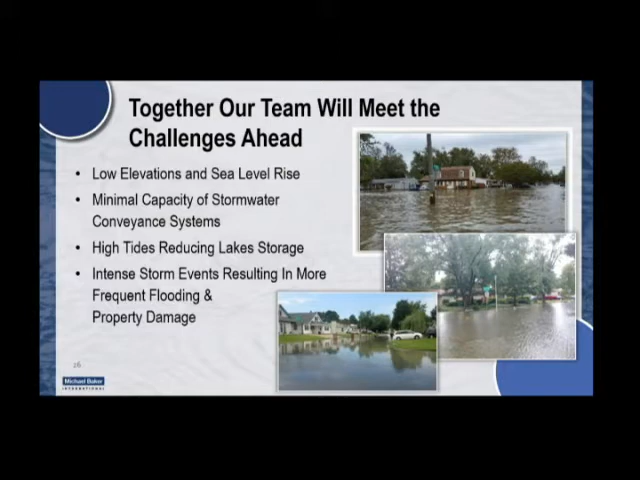 Together Our Team Will Meet the
Challenges Ahead
• Low Elevations and Sea Level Rise
• Minimal Capacity of Stormwater
Conveyance Systems
• High Tides Reducing Lakes Storage
• Intense Storm Events Resulting In More
Frequent Flooding &
Property Damage
26
Michael Baker
INTERNATIONAL